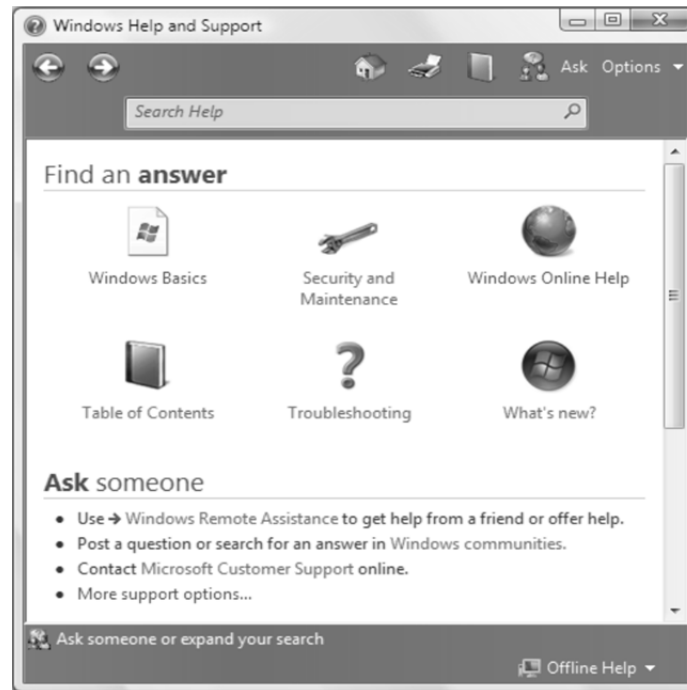 Windows Help and Support
Ask Options
Search Help
Find an answer
Windows Basics
Security and
Maintenance
Windows Online Help
Table of Contents
Troubleshooting
What's new?
Ask someone
Use → Windows Remote Assistance to get help from a friend or offer help.
Post a question or search for an answer in Windows communities.
Contact Microsoft Customer Support online.
More support options...
Ask someone or expand your search
Offline Help